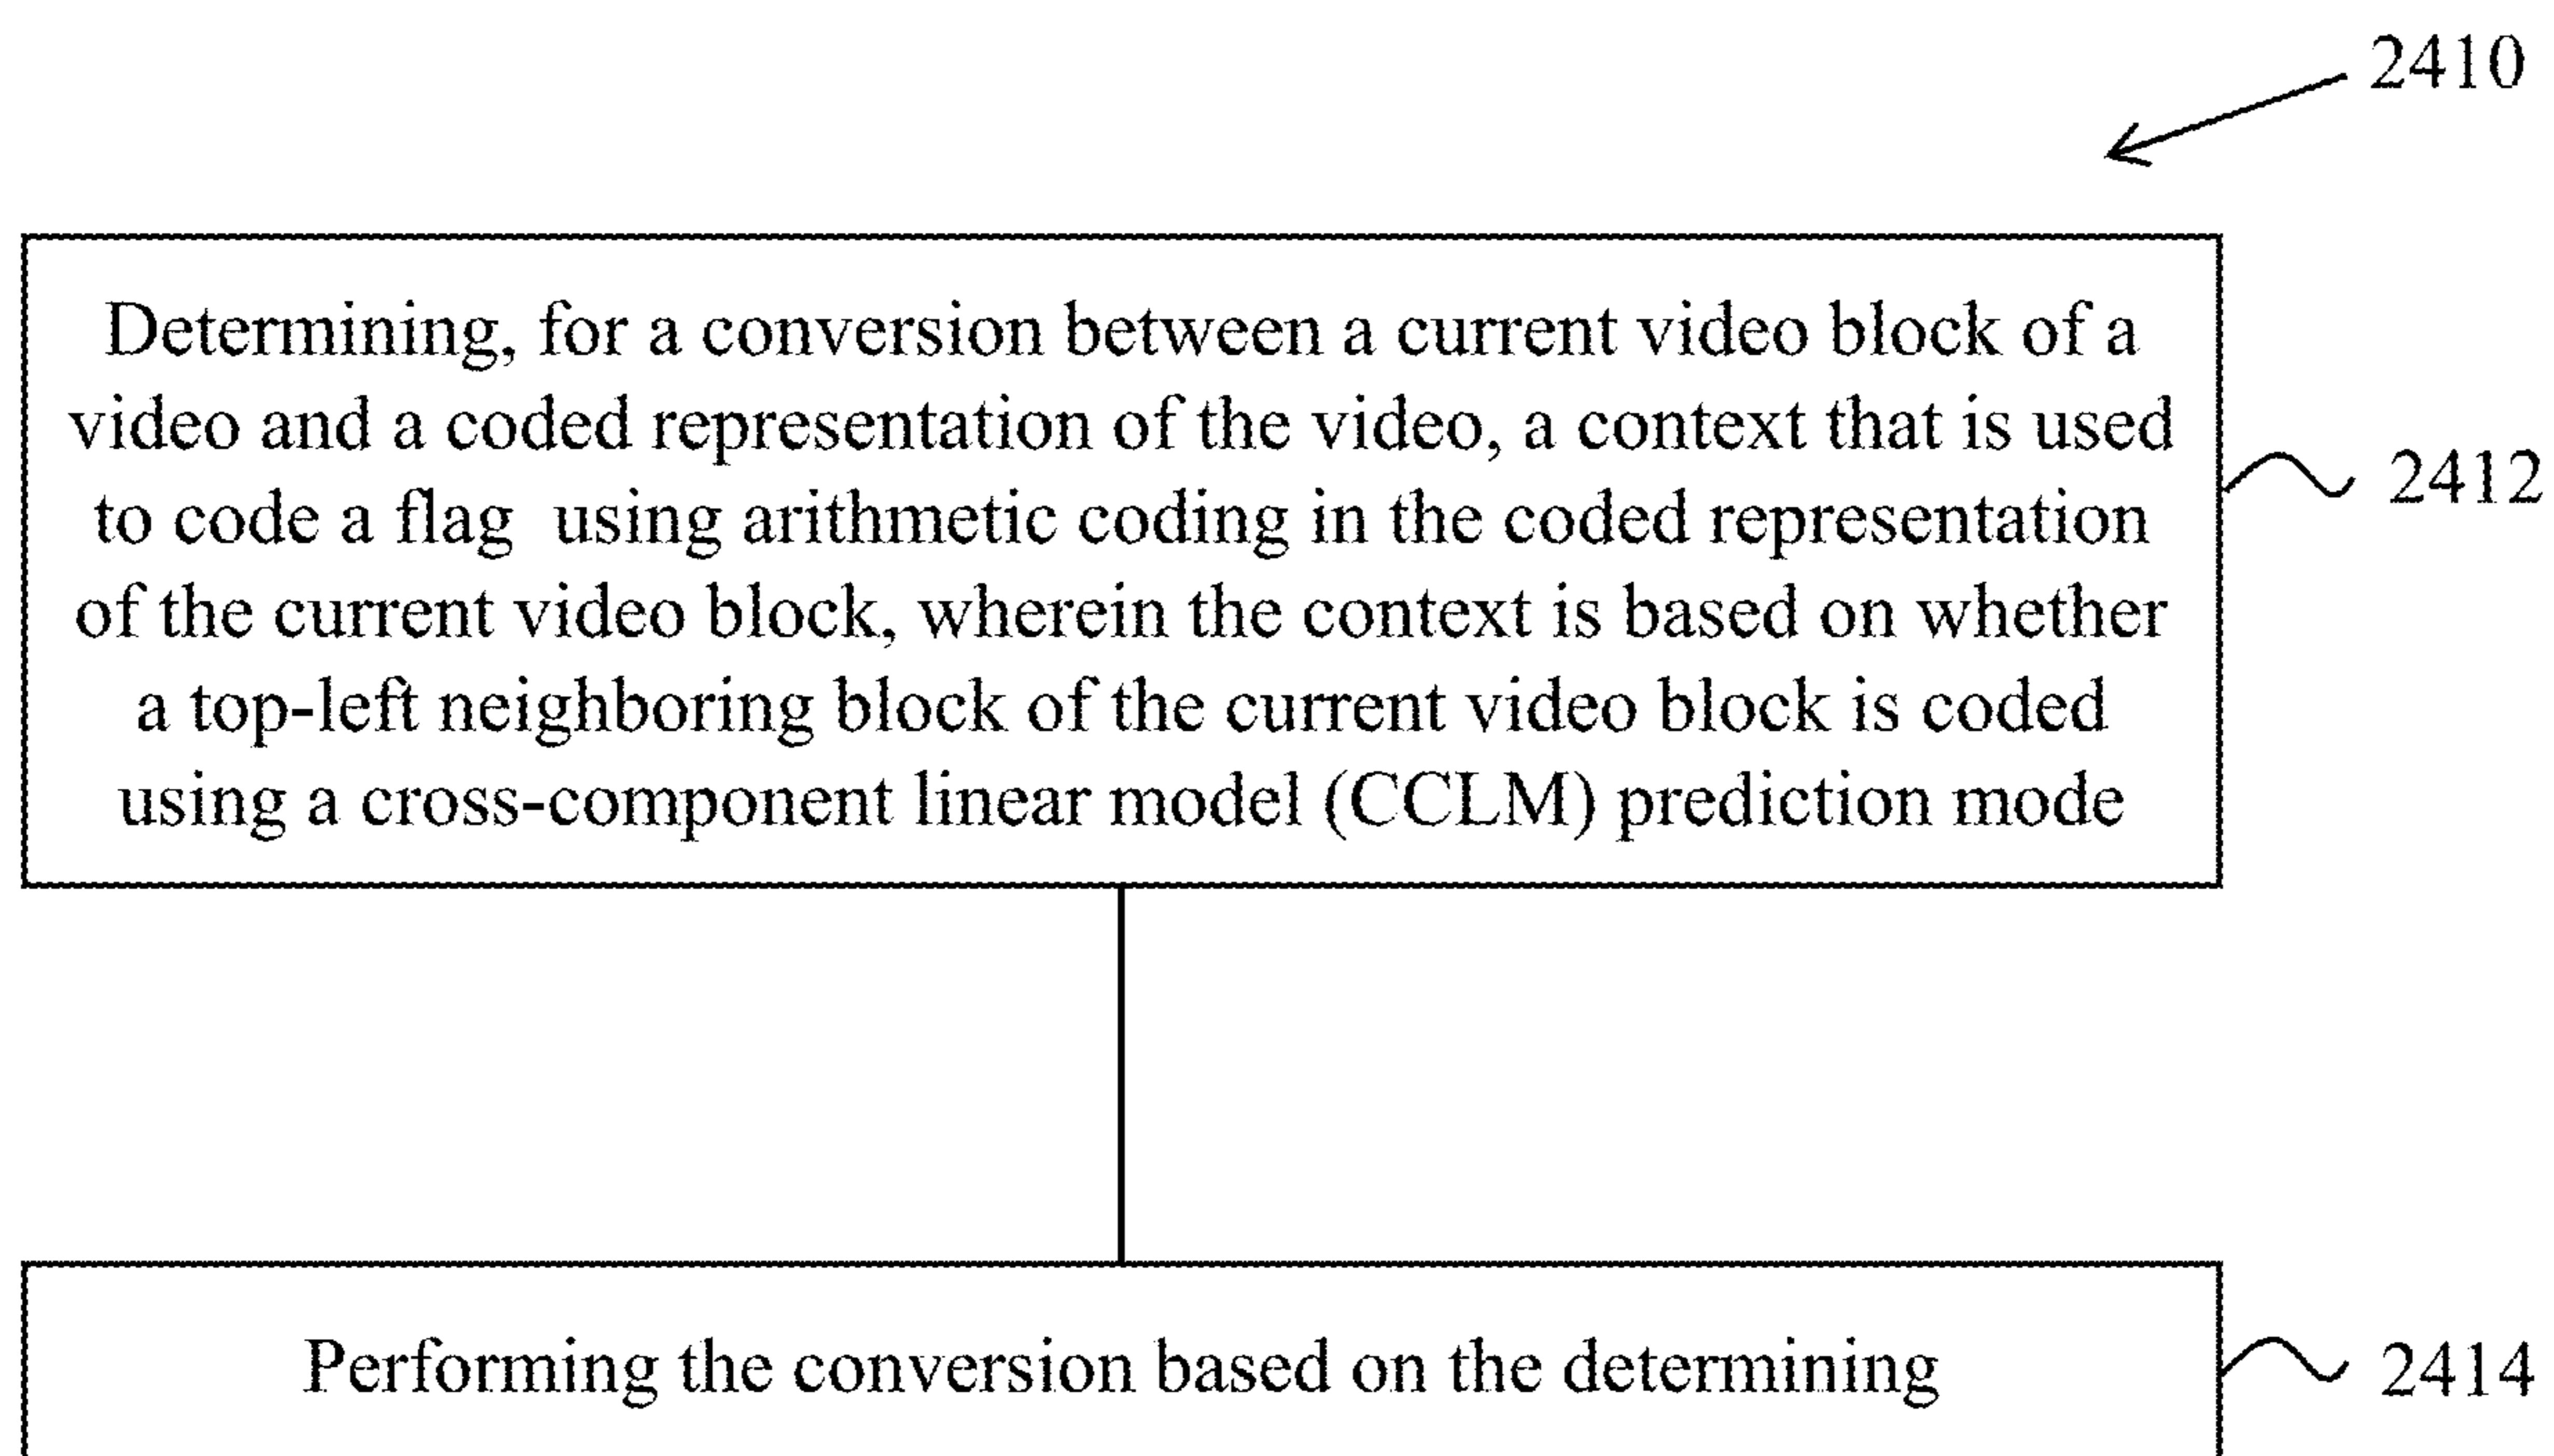 2410
Determining, for a conversion between a current video block of a
video and a coded representation of the video, a context that is used
to code a flag  using arithmetic coding in the coded representation
of the current video block, wherein the context is based on whether
a top-left neighboring block of the current video block is coded
using a cross-component linear model (CCLM) prediction mode
2412
Performing the conversion based on the determining
2414